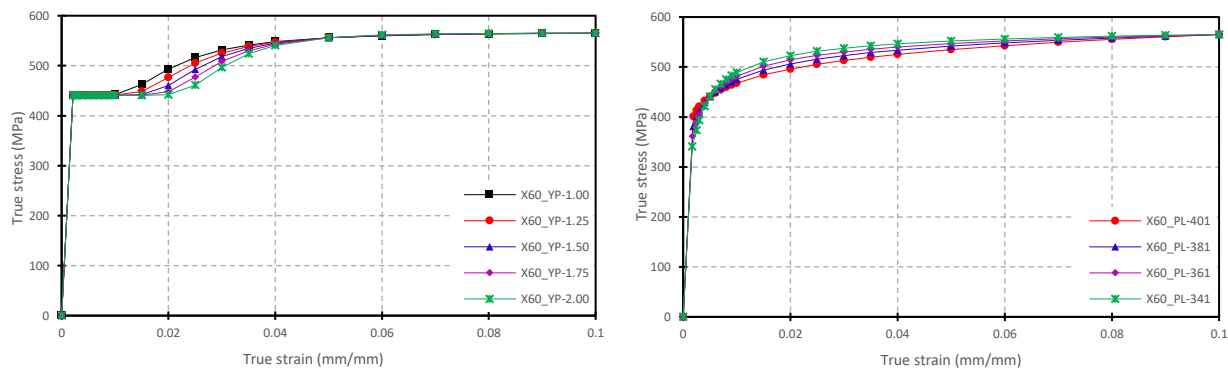 600
500
400
300
200
100
0
True stress (MPa)
0
0.02
0.04
0.06
0.08
0.1
True strain (mm/mm)
X60_YP-1.00
X60_YP-1.25
X60_YP-1.50
X60_YP-1.75
X60_YP-2.00
600
500
400
300
200
100
0
True stress (MPa)
0
0.02
0.04
0.06
0.08
0.1
True strain (mm/mm)
X60_PL-401
X60_PL-381
X60_PL-361
X60_PL-341